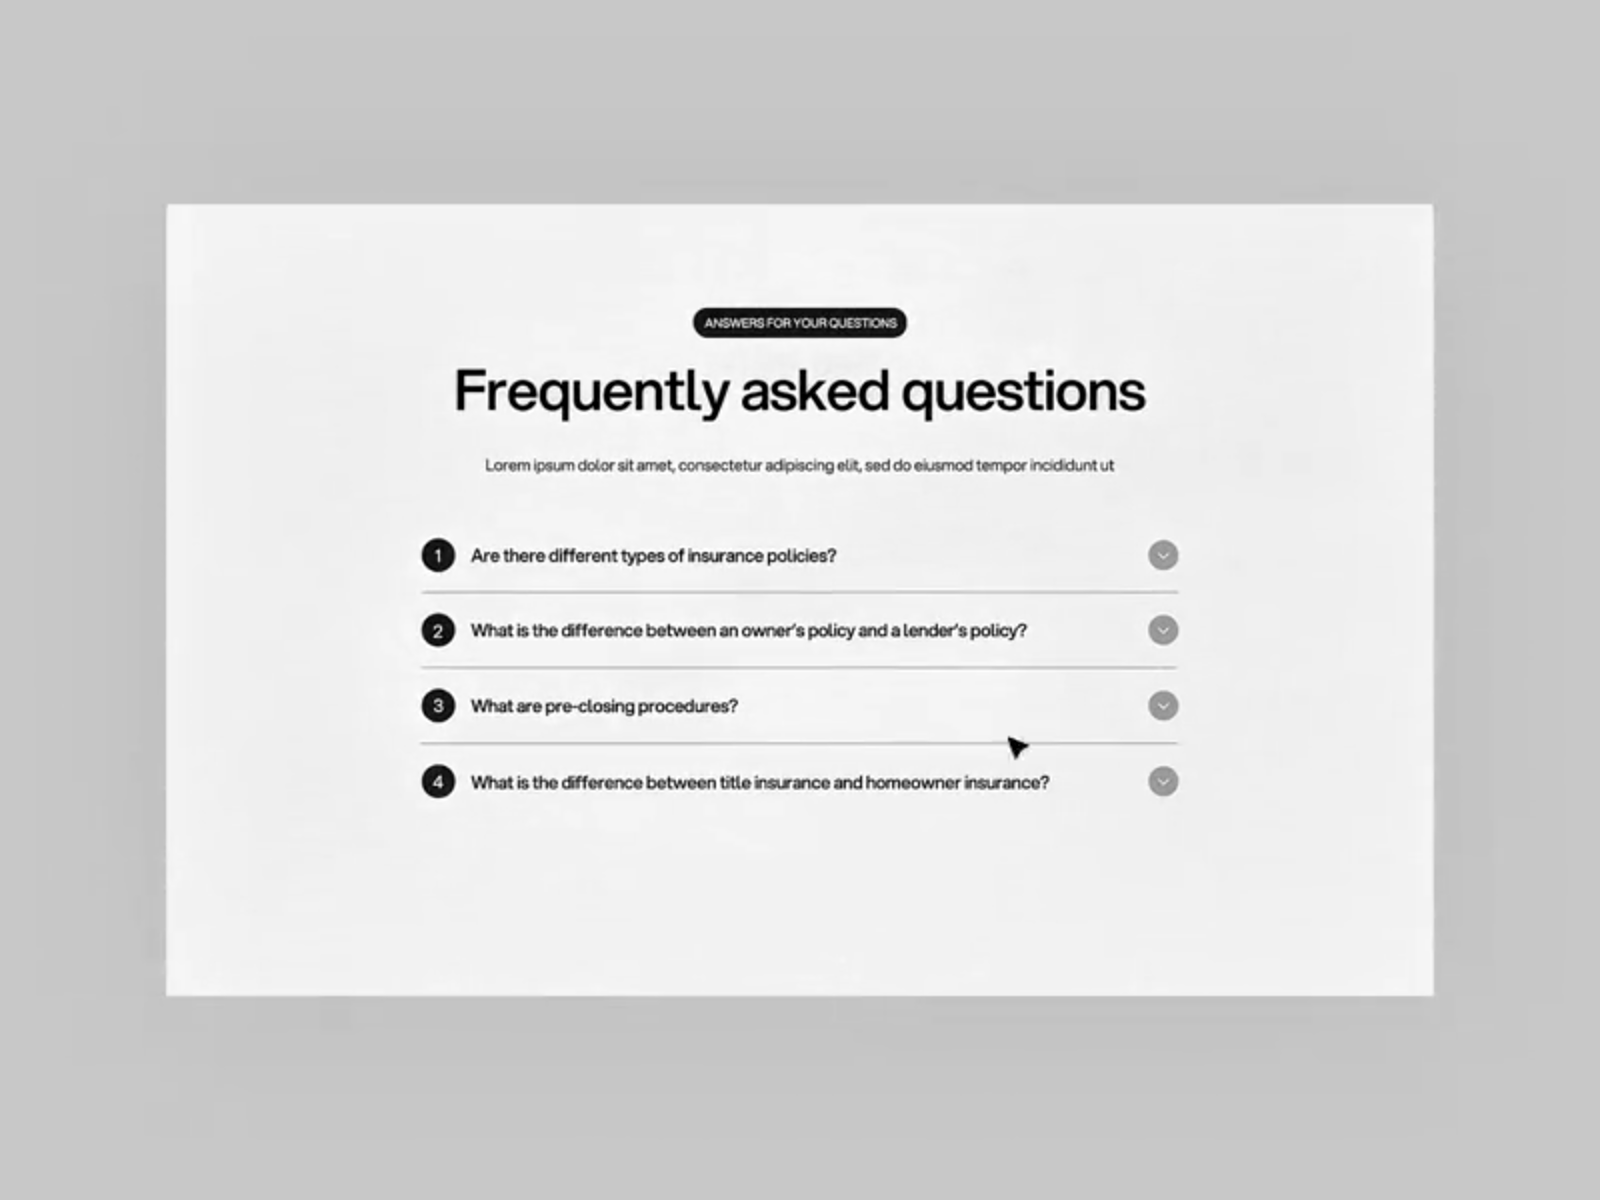 ANSWERS FOR YOUR QUESTIONS
Frequently asked questions
Lorem ipsum dolor sit amet, consectetur adipiscing elit, sed do eiusmod tempor incididunt ut
1 Are there different types of insurance policies?
2 What is the difference between an owner's policy and a lender's policy?
3 What are pre-closing procedures?
4 What is the difference between title insurance and homeowner insurance?